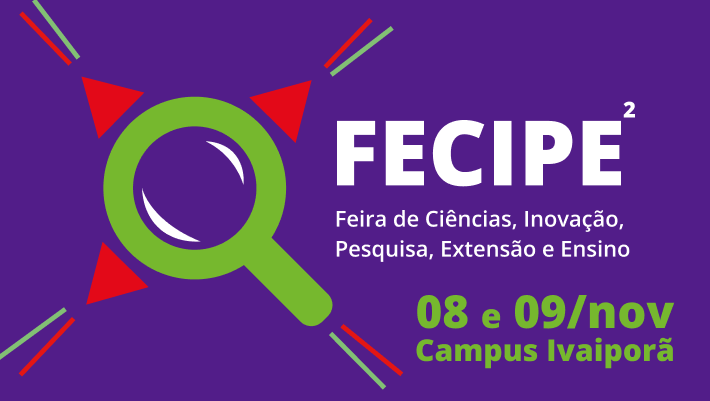 FECIPE²
Feira de Ciências, Inovação,
Pesquisa, Extensão e Ensino
08 e 09/nov
Campus Ivaiporã